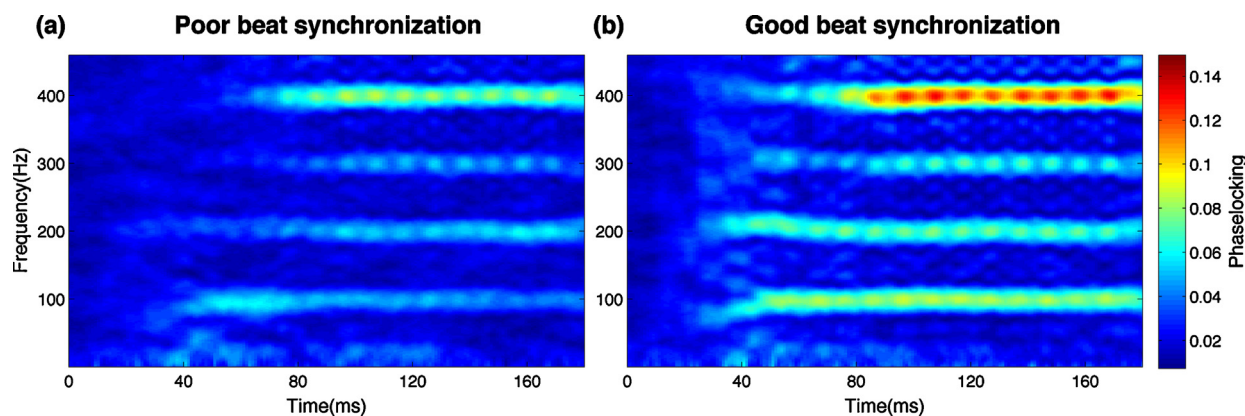 (a) Poor beat synchronization
(b) Good beat synchronization
Frequency(Hz)
400
300
200
100
0 40 80 120 160
Time(ms)
400
300
200
100
0 40 80 120 160
Time(ms)
0.14
0.12
0.1
0.08
0.06
0.04
0.02
Phaselocking